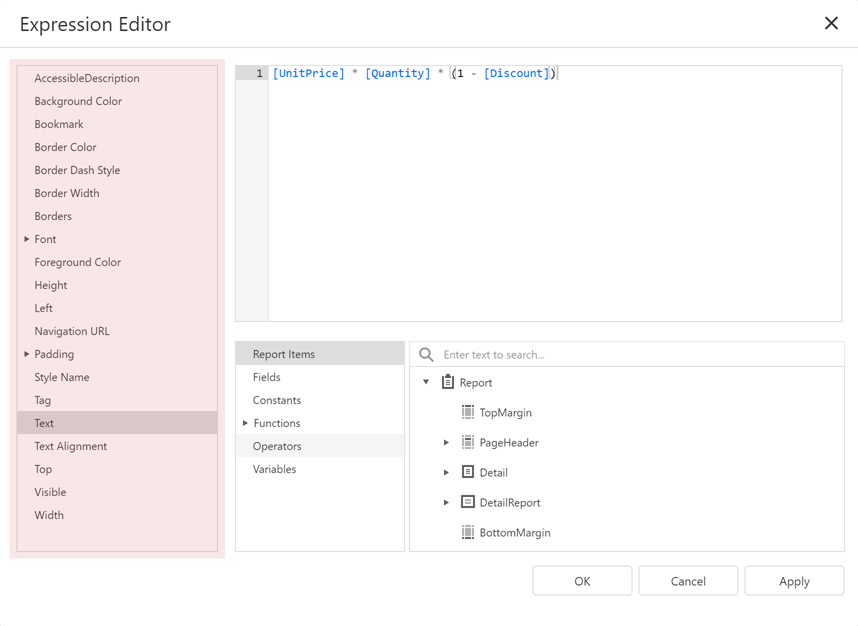 Expression Editor
AccessibleDescription
Background Color
Bookmark
Border Color
Border Dash Style
Border Width
Borders
Font
Foreground Color
Height
Left
Navigation URL
Padding
Style Name
Tag
Text
Text Alignment
Top
Visible
Width
1 [UnitPrice] * [Quantity] * (1 - [Discount])
Report Items
Fields
Constants
Functions
Operators
Variables
Enter text to search...
Report
TopMargin
PageHeader
Detail
DetailReport
BottomMargin
OK Cancel Apply